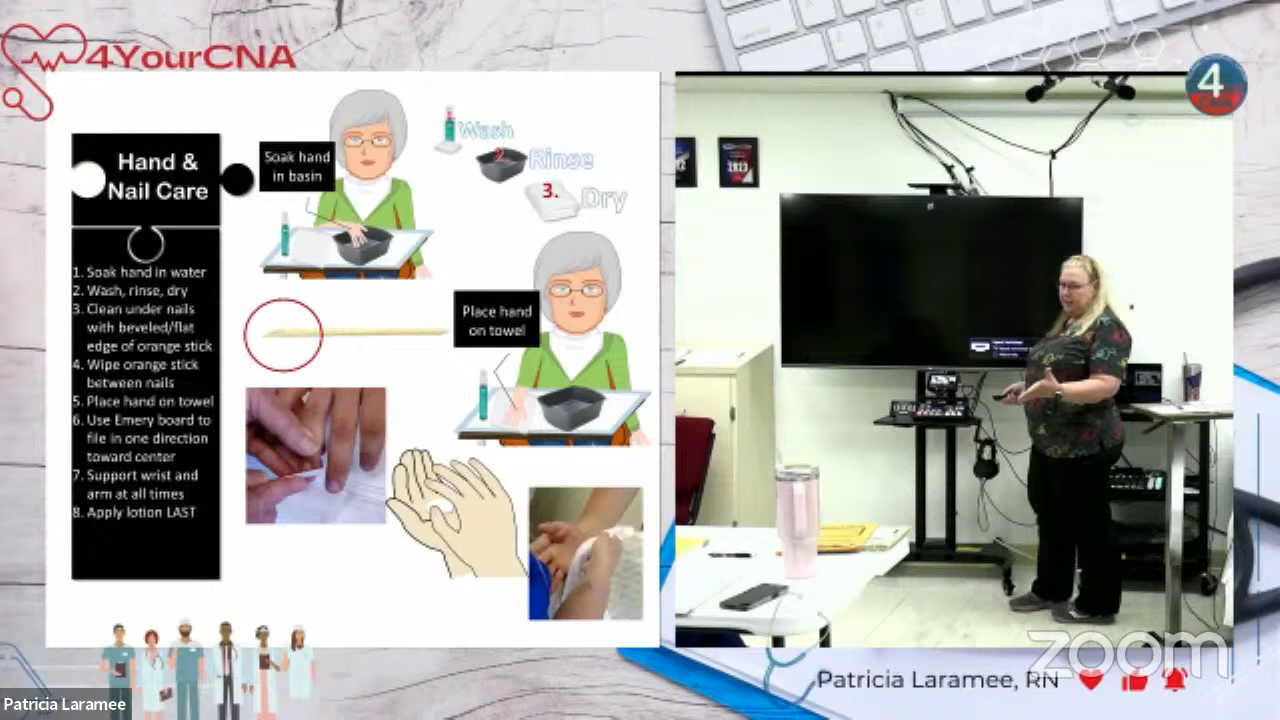 4YourCNA
Hand &
Nail Care
1. Soak hand in water
2. Wash, rinse, dry
3. Clean under nails
with beveled/flat
edge of orange stick
4. Wipe orange stick
between nails
5. Place hand on towel
6. Use Emery board to
file in one direction
toward center
7. Support wrist and
arm at all times
8. Apply lotion LAST
Soak hand
in basin
Wash
2. Rinse
3. Dry
Place hand
on towel
4
2023
zoom
Patricia Laramee, RN
Patricia Laramee